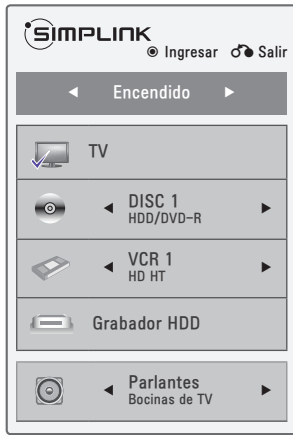 SIMPLINK
Ingresar Salir
Encendido
TV
DISC 1
HDD/DVD-R
VCR 1
HD HT
Grabador HDD
Parlantes
Bocinas de TV